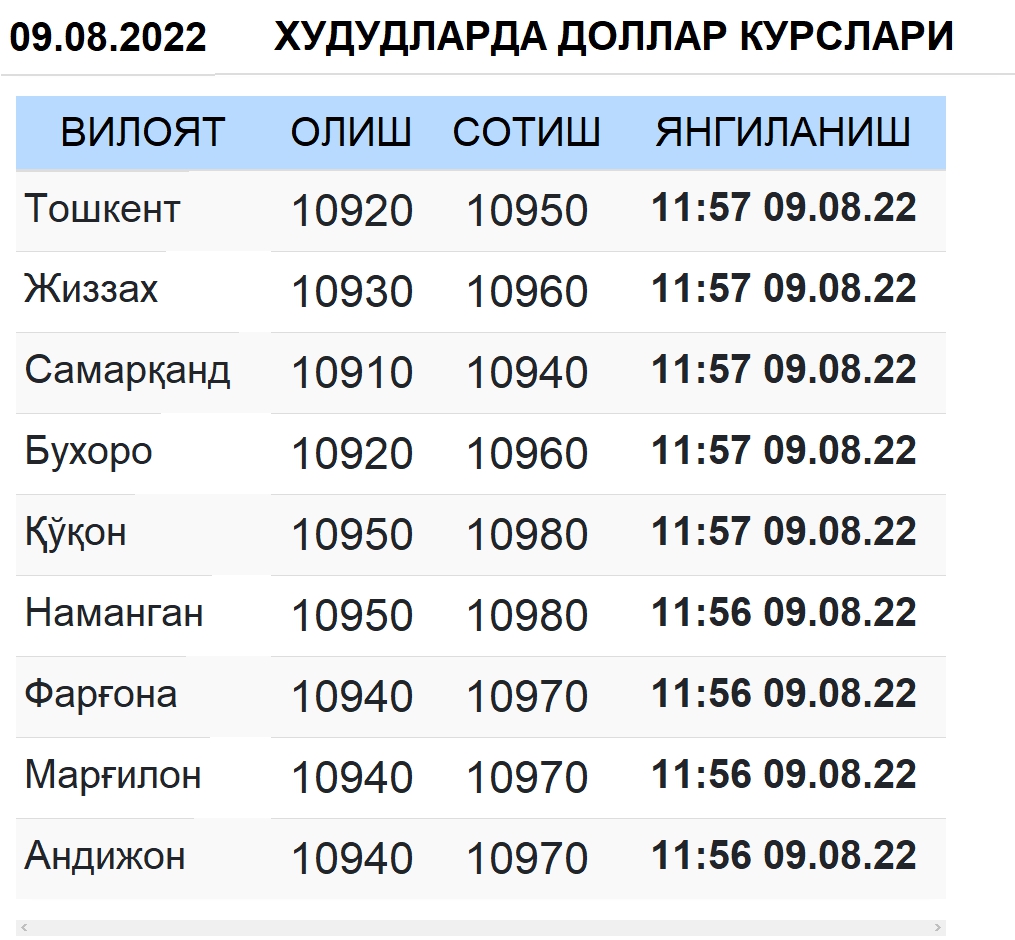 09.08.2022 ХУДУДЛАРДА ДОЛЛАР КУРСЛАРИ
ВИЛОЯТ ОЛИШ СОТИШ ЯНГИЛАНИШ
Тошкент 10920 10950 11:57 09.08.22
Жиззах 10930 10960 11:57 09.08.22
Самарқанд 10910 10940 11:57 09.08.22
Бухоро 10920 10960 11:57 09.08.22
Қўқон 10950 10980 11:57 09.08.22
Наманган 10950 10980 11:56 09.08.22
Фарғона 10940 10970 11:56 09.08.22
Марғилон 10940 10970 11:56 09.08.22
Андижон 10940 10970 11:56 09.08.22